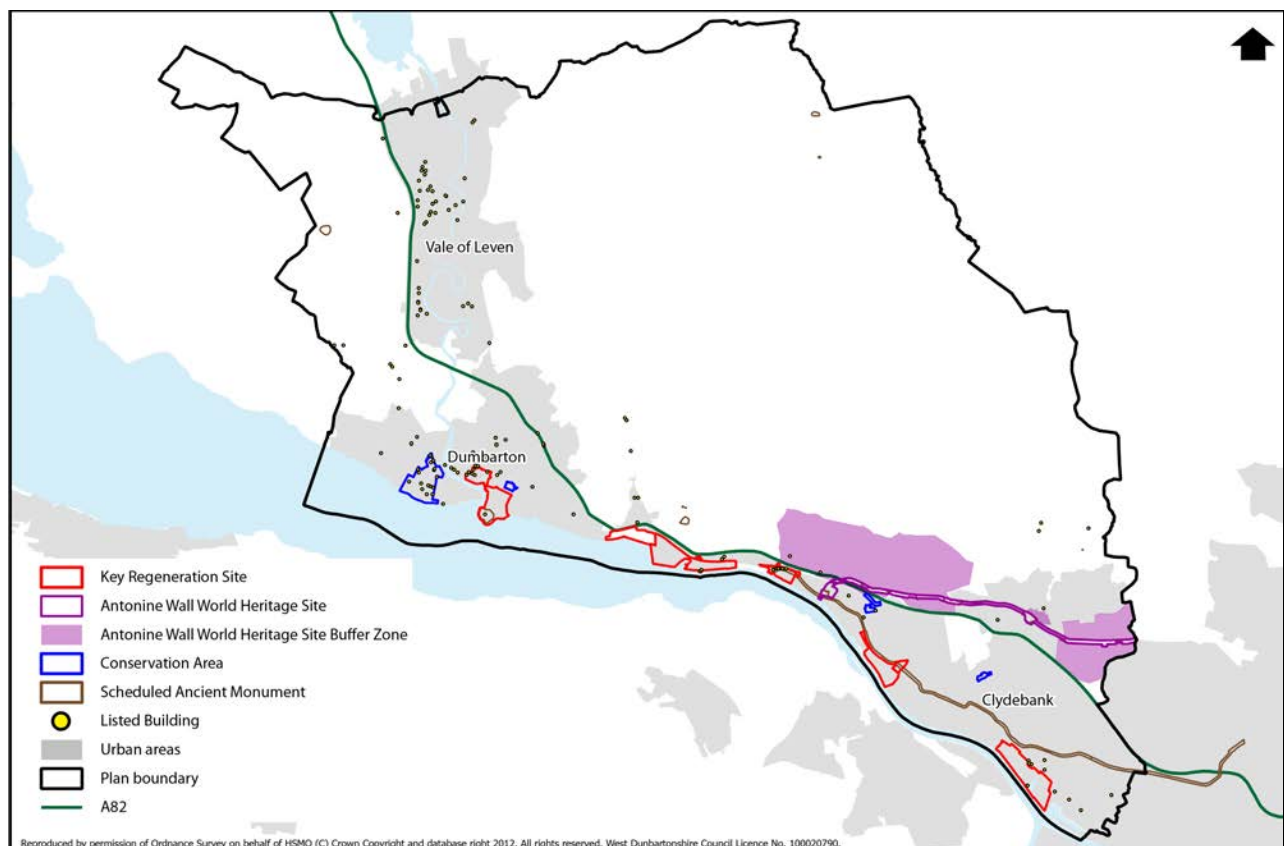 Vale of Leven
Dumbarton
Clydebank
Key Regeneration Site
Antonine Wall World Heritage Site
Antonine Wall World Heritage Site Buffer Zone
Conservation Area
Scheduled Ancient Monument
Listed Building
Urban areas
Plan boundary
A82
Reproduced by permission of Ordnance Survey on behalf of HSMO (C) Crown Copyright and database right 2012. All rights reserved. West Dunbartonshire Council Licence No. 100020790.